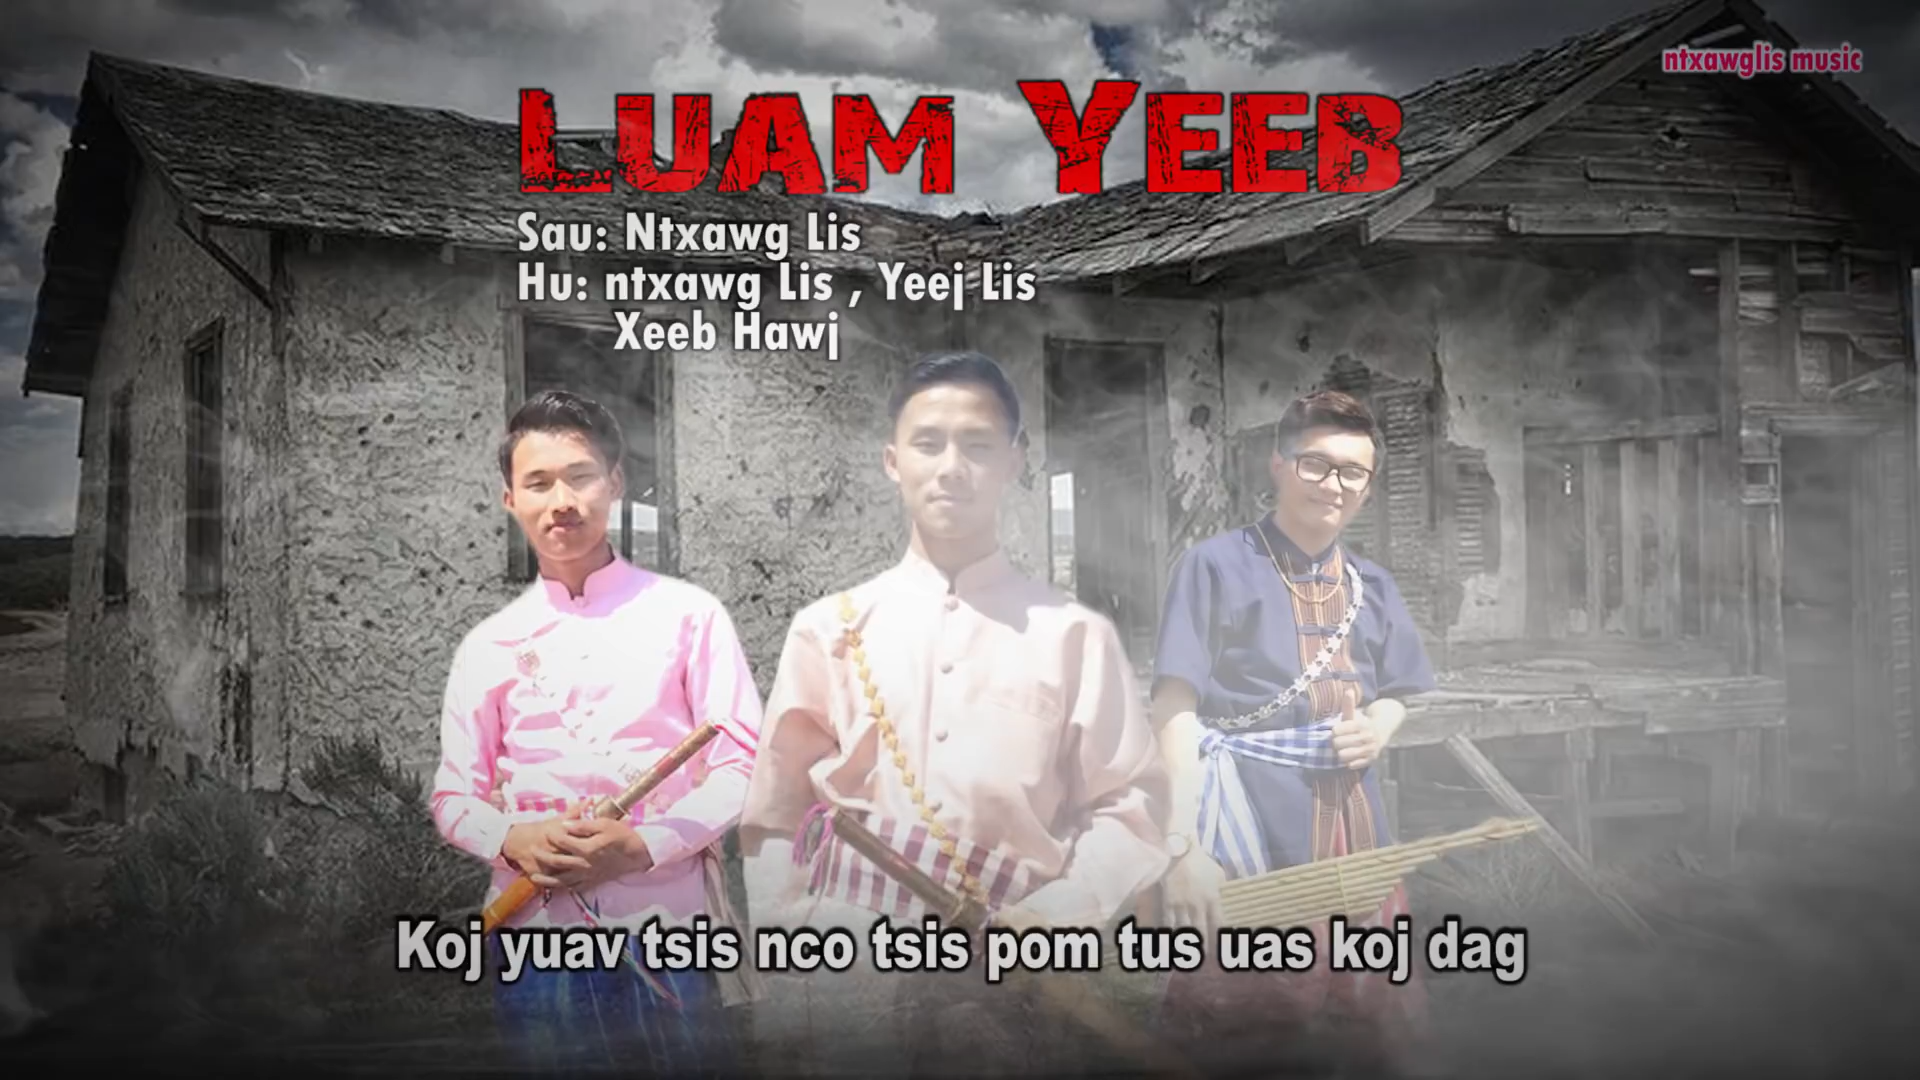 ntxawglis music
LUAM YEEB
Sau: Ntxawg Lis
Hu: ntxawg Lis , Yeej Lis
Xeeb Hawj
Koj yuav tsis nco tsis pom tus uas koj dag